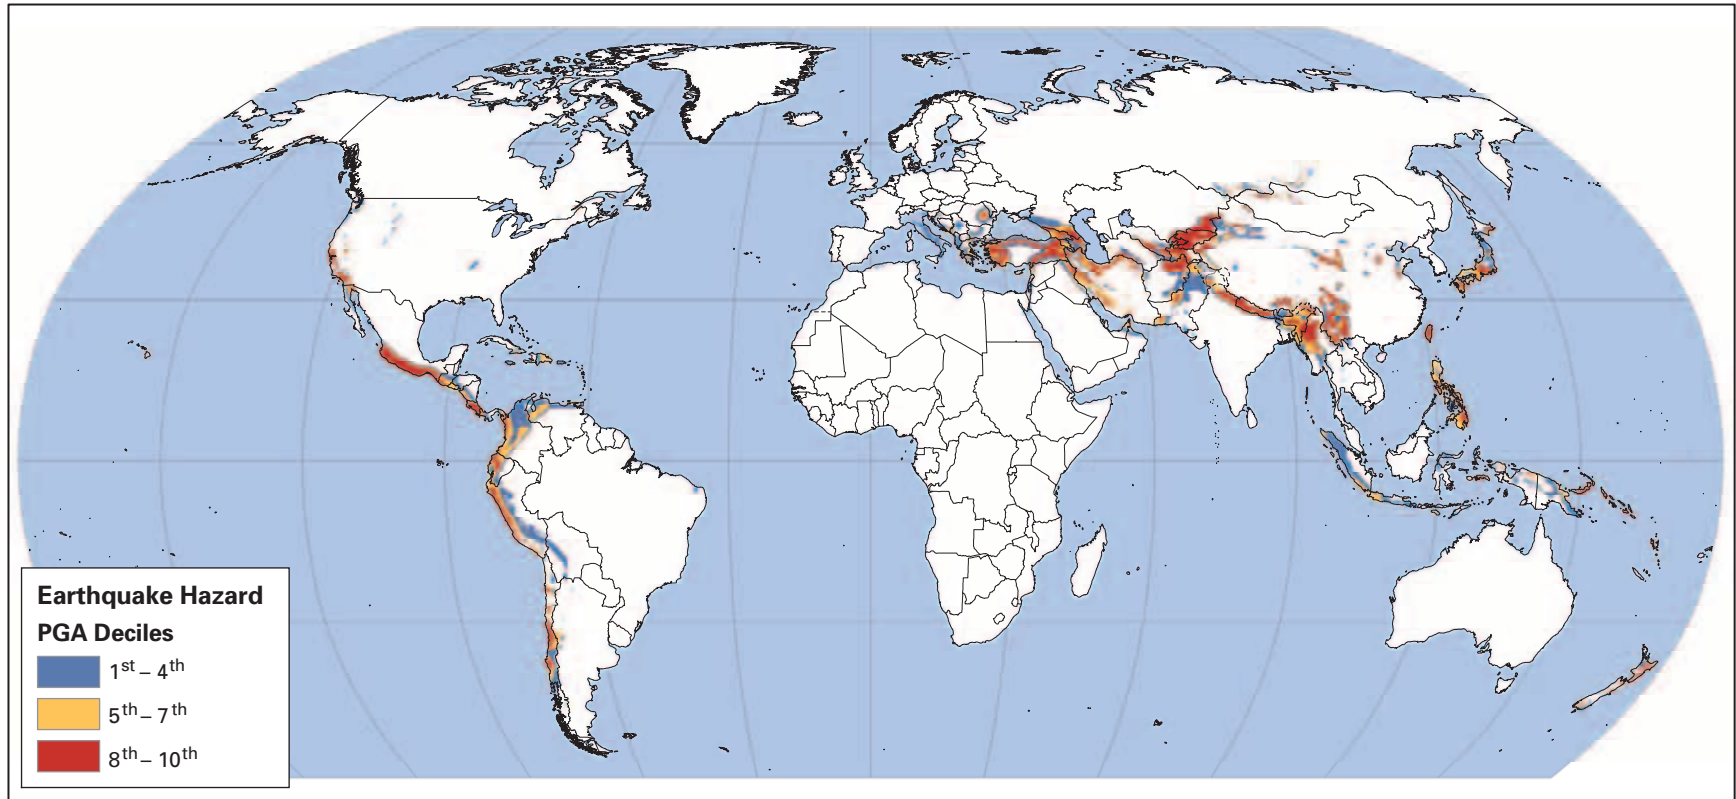 Earthquake Hazard
PGA Deciles
1st – 4th
5th – 7th
8th – 10th